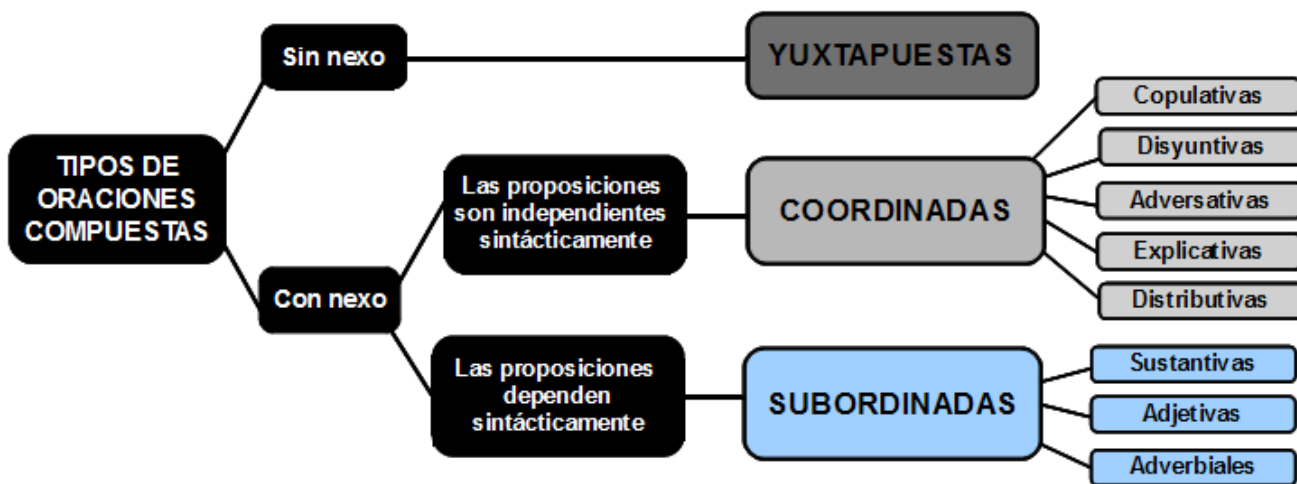 Sin nexo
YUXTAPUESTAS
TIPOS DE
ORACIONES
COMPUESTAS
Con nexo
Las proposiciones
son independientes
sintácticamente
COORDINADAS
Copulativas
Disyuntivas
Adversativas
Explicativas
Distributivas
Las proposiciones
dependen
sintácticamente
SUBORDINADAS
Sustantivas
Adjetivas
Adverbiales